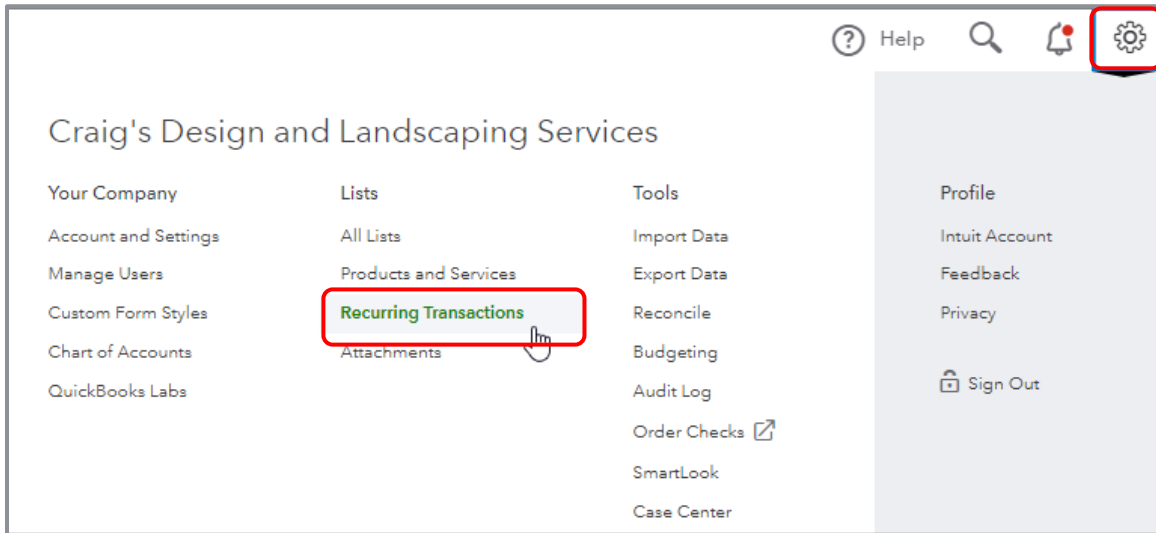 ? Help
Craig's Design and Landscaping Services
Your Company
Account and Settings
Manage Users
Custom Form Styles
Chart of Accounts
QuickBooks Labs
Lists
All Lists
Products and Services
Recurring Transactions
Attachments
Tools
Import Data
Export Data
Reconcile
Budgeting
Audit Log
Order Checks
SmartLook
Case Center
Profile
Intuit Account
Feedback
Privacy
Sign Out